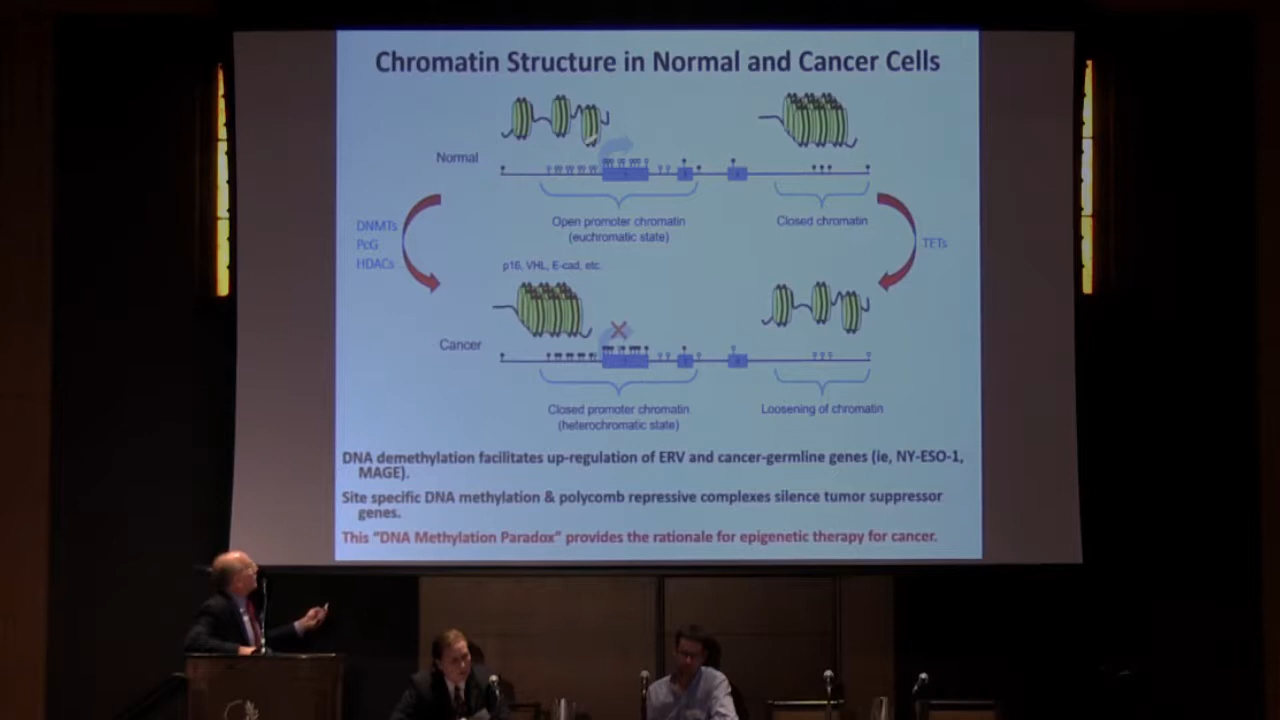 Chromatin Structure in Normal and Cancer Cells
Normal
Open promoter chromatin
(euchromatic state)
Closed chromatin
DNMTs
PcG
HDACs
TETs
p16, VHL, E-cad, etc.
Cancer
Closed promoter chromatin
(heterochromatic state)
Loosening of chromatin
DNA demethylation facilitates up-regulation of ERV and cancer-germline genes (ie, NY-ESO-1,
MAGE).
Site specific DNA methylation & polycomb repressive complexes silence tumor suppressor
genes.
This "DNA Methylation Paradox" provides the rationale for epigenetic therapy for cancer.